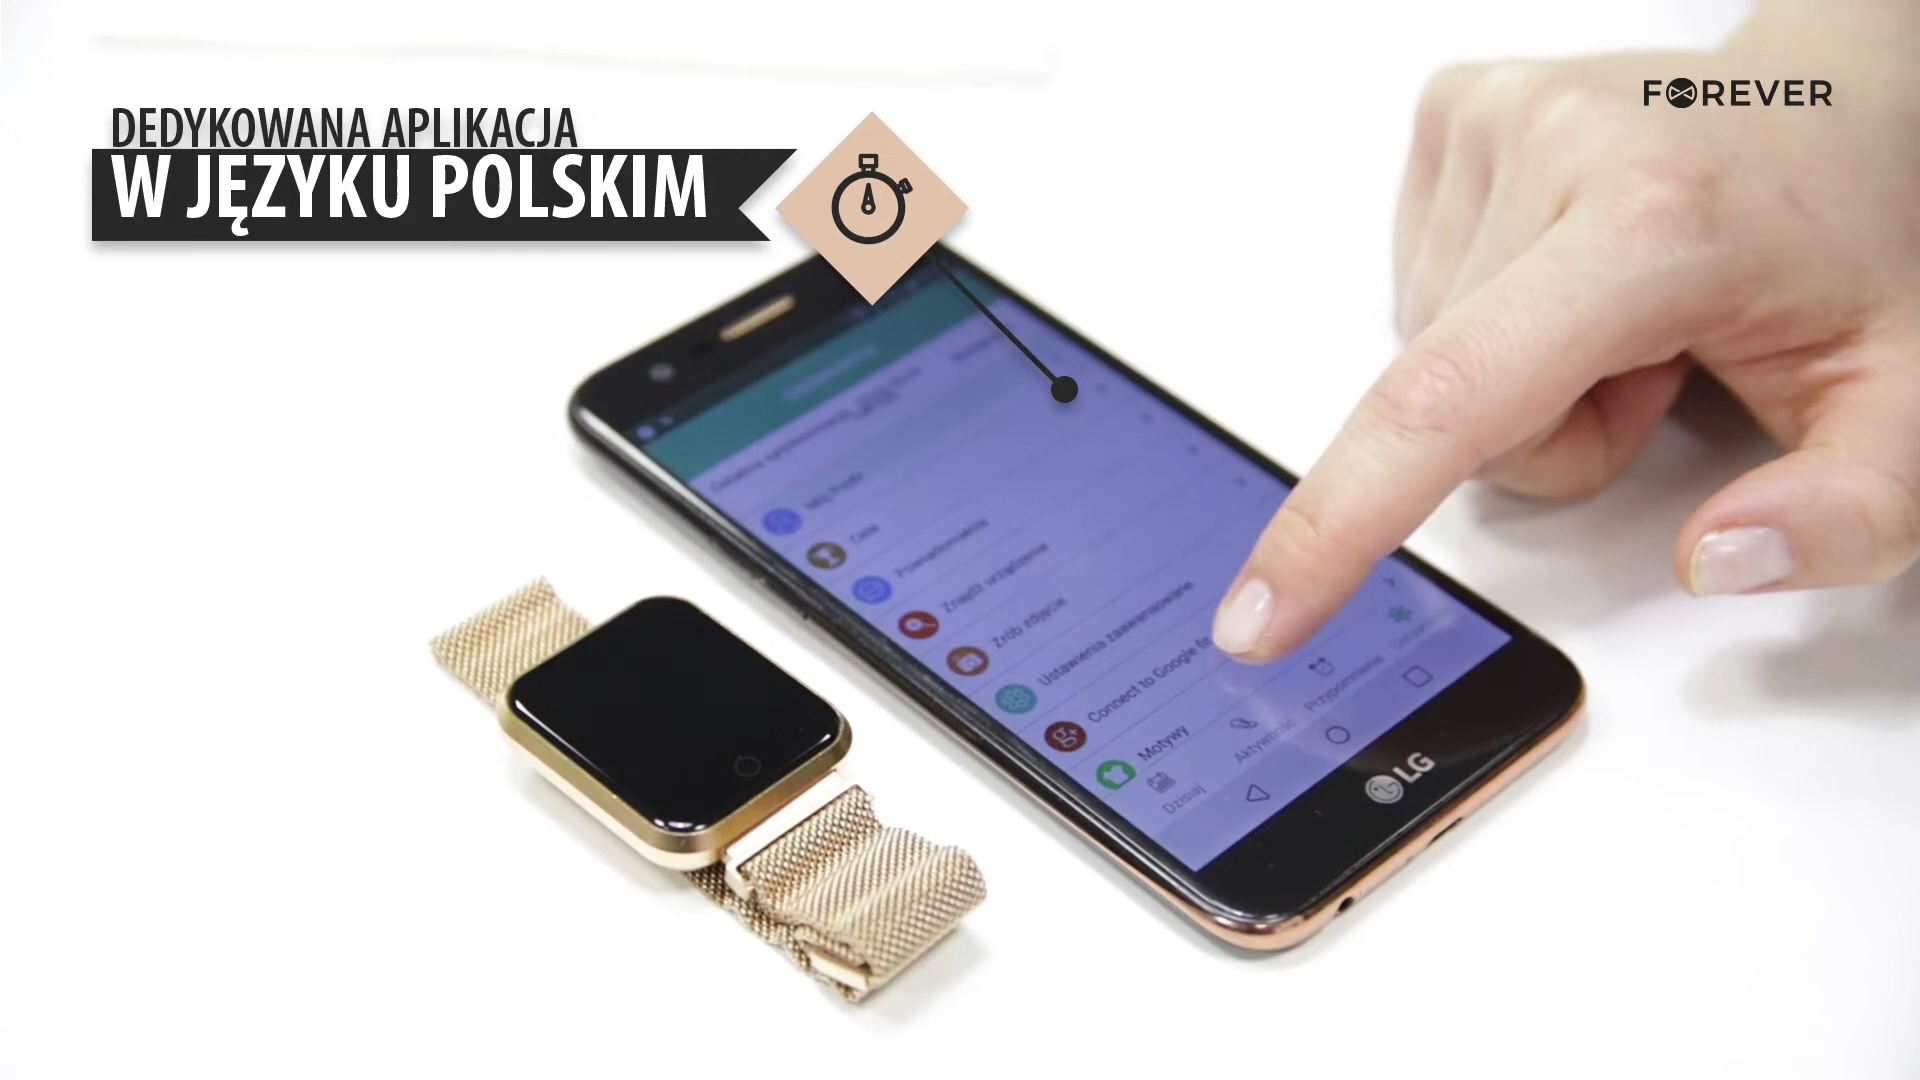 DEDYKOWANA APLIKACJA
W JĘZYKU POLSKIM
FOREVER
Mój Profil
Cele
Powiadomienie
Znajdź urządzenie
Zrób zdjęcie
Ustawienia zaawansowane
Connect to Google fit
Motywy
Dzisiaj
Aktywność
Przypomnienie
g+
LG